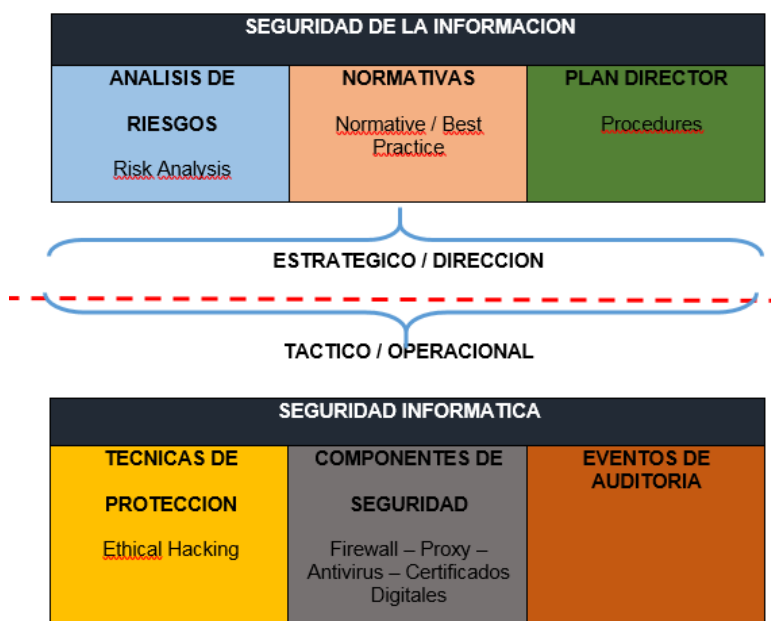 SEGURIDAD DE LA INFORMACION
ANALISIS DE
RIESGOS
Risk Analysis
NORMATIVAS
Normative / Best
Practice
PLAN DIRECTOR
Procedures
ESTRATEGICO / DIRECCION
TACTICO / OPERACIONAL
SEGURIDAD INFORMATICA
TECNICAS DE
PROTECCION
Ethical Hacking
COMPONENTES DE
SEGURIDAD
Firewall – Proxy –
Antivirus – Certificados
Digitales
EVENTOS DE
AUDITORIA